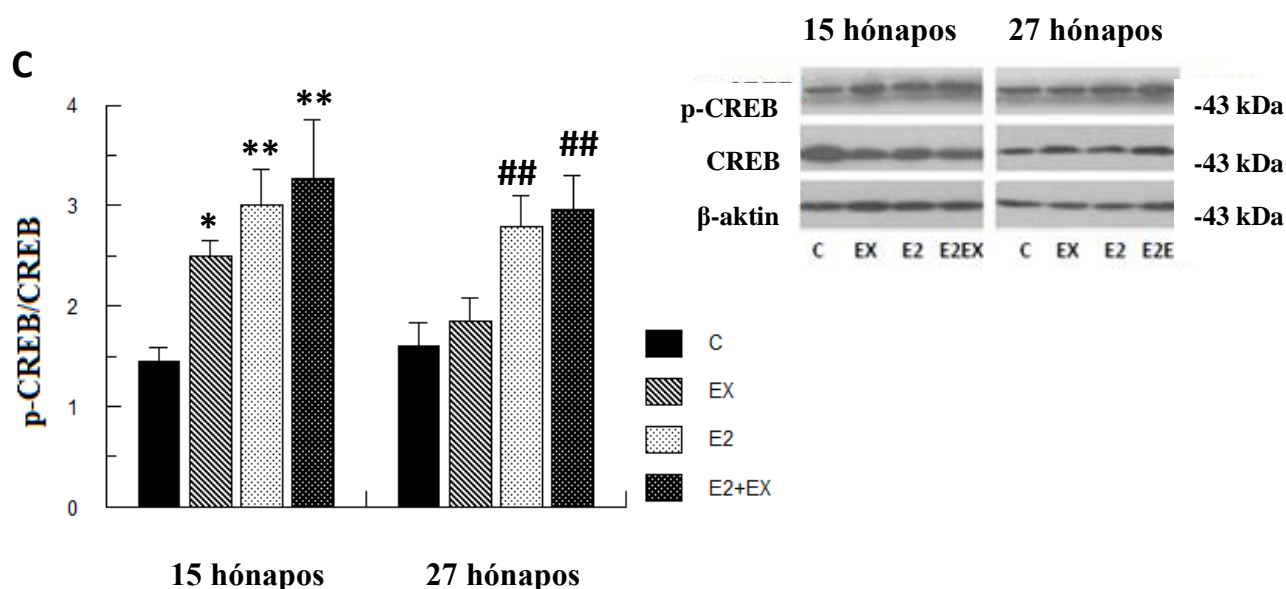 C
p-CREB/CREB
4
3
2
1
0
*
**
**
##
##
15 hónapos
27 hónapos
C
EX
E2
E2+EX
15 hónapos 27 hónapos
p-CREB -43 kDa
CREB -43 kDa
β-aktin -43 kDa
C EX E2 E2EX C EX E2 E2E